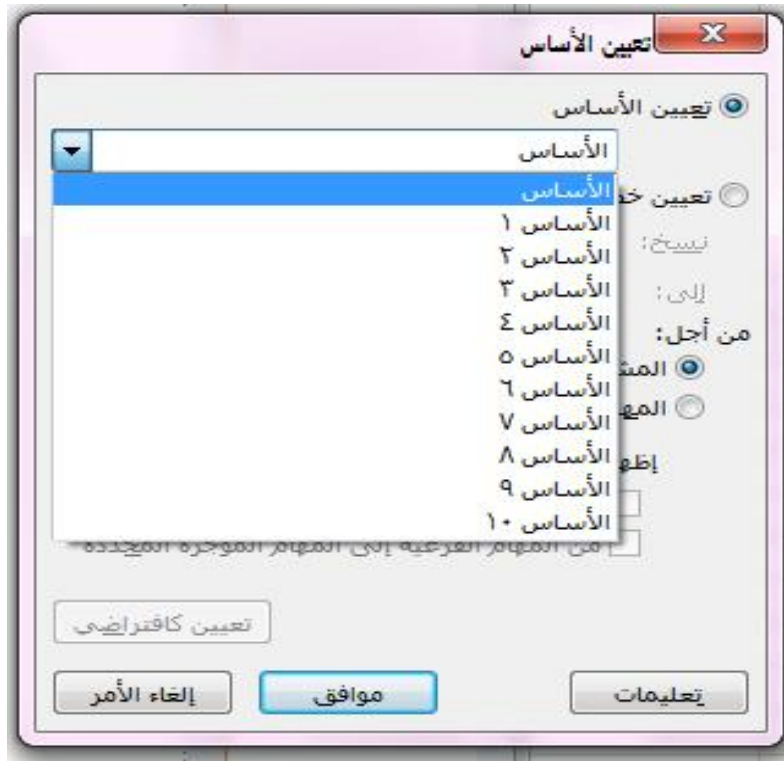 تعيين الأساس
تعيين الأساس
الأساس
الأساس
تعيين
الأساس ١
نسخ:
الأساس ٢
إلى:
الأساس ٣
من أجل:
الأساس ٤
الأساس ٥
الأساس ٦
الأساس ٧
الأساس ٨
الأساس ٩
الأساس ١٠
من المهام الفرعية إلى المهام الموجزة المحددة
تعيين كافتراضي
تعليمات موافق إلغاء الأمر